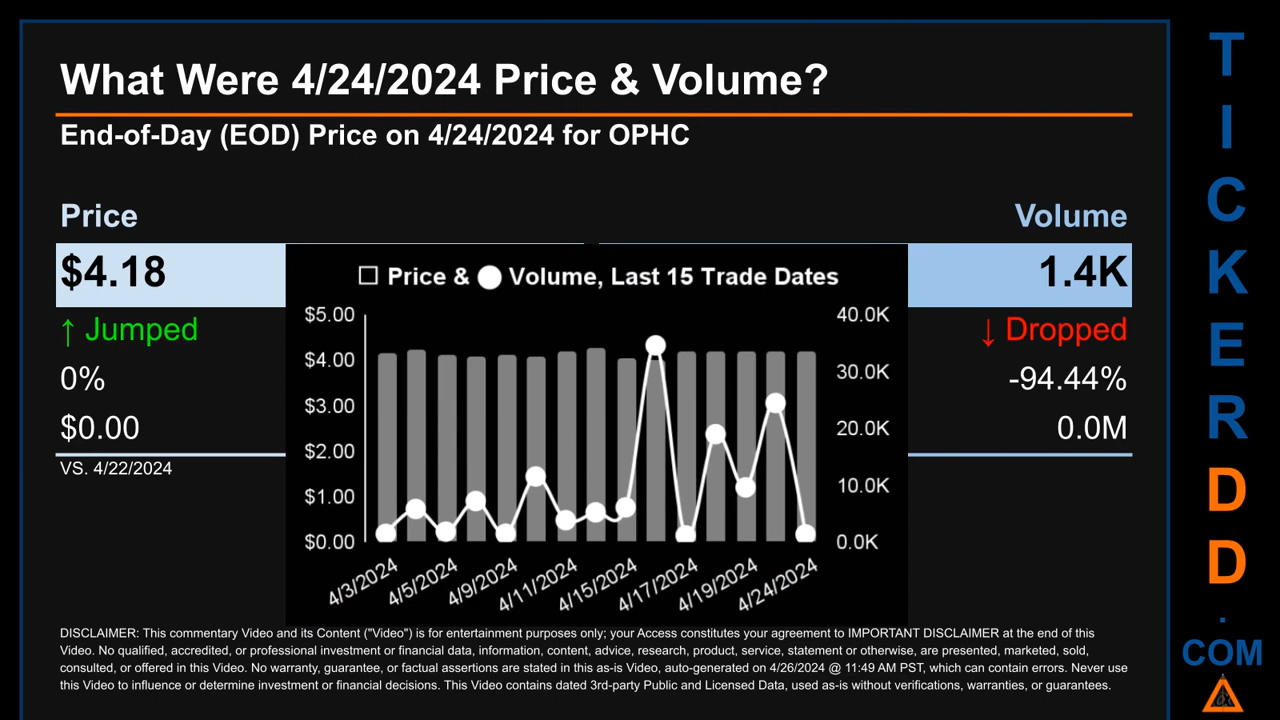 What Were 4/24/2024 Price & Volume?
End-of-Day (EOD) Price on 4/24/2024 for OPHC
Price
Volume
$4.18
1.4K
↑ Jumped
↓ Dropped
0%
-94.44%
$0.00
0.0M
VS. 4/22/2024
Price & Volume, Last 15 Trade Dates
$5.00
$4.00
$3.00
$2.00
$1.00
$0.00
40.0K
30.0K
20.0K
10.0K
0.0K
4/3/2024
4/5/2024
4/9/2024
4/11/2024
4/15/2024
4/17/2024
4/19/2024
4/24/2024
DISCLAIMER: This commentary Video and its Content ("Video") is for entertainment purposes only; your Access constitutes your agreement to IMPORTANT DISCLAIMER at the end of this
Video. No qualified, accredited, or professional investment or financial data, information, content, advice, research, product, service, statement or otherwise, are presented, marketed, sold,
consulted, or offered in this Video. No warranty, guarantee, or factual assertions are stated in this as-is Video, auto-generated on 4/26/2024 @ 11:49 AM PST, which can contain errors. Never use
this Video to influence or determine investment or financial decisions. This Video contains dated 3rd-party Public and Licensed Data, used as-is without verifications, warranties, or guarantees.
T
I
C
K
E
R
D
D
.
COM